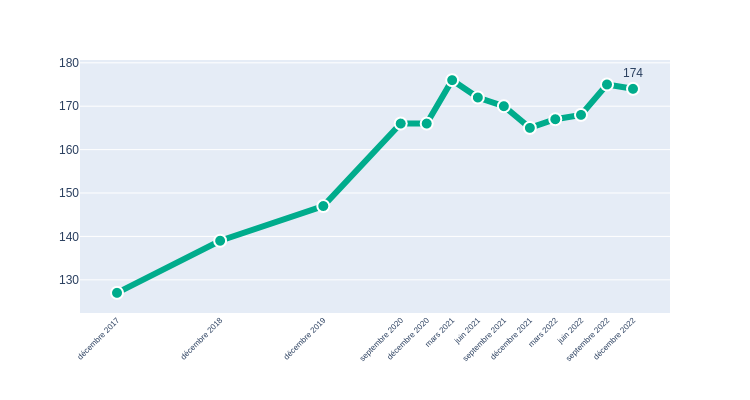 180
170
160
150
140
130
174
décembre 2017
décembre 2018
décembre 2019
septembre 2020
décembre 2020
mars 2021
juin 2021
septembre 2021
décembre 2021
mars 2022
juin 2022
septembre 2022
décembre 2022